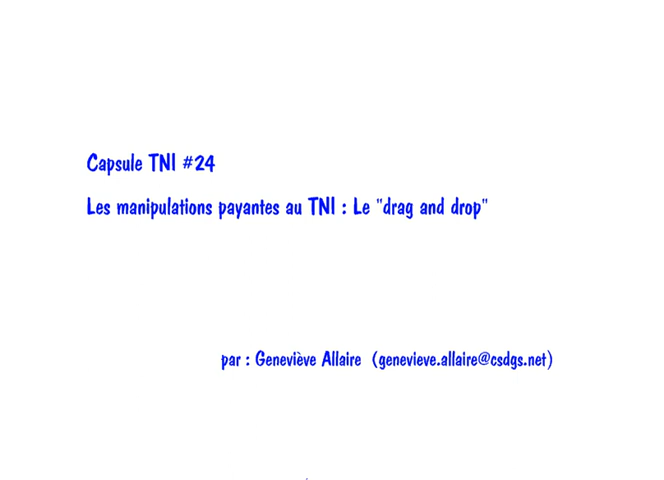 Capsule TNI #24
Les manipulations payantes au TNI : Le "drag and drop"
par : Geneviève Allaire (genevieve.allaire@csdgs.net)